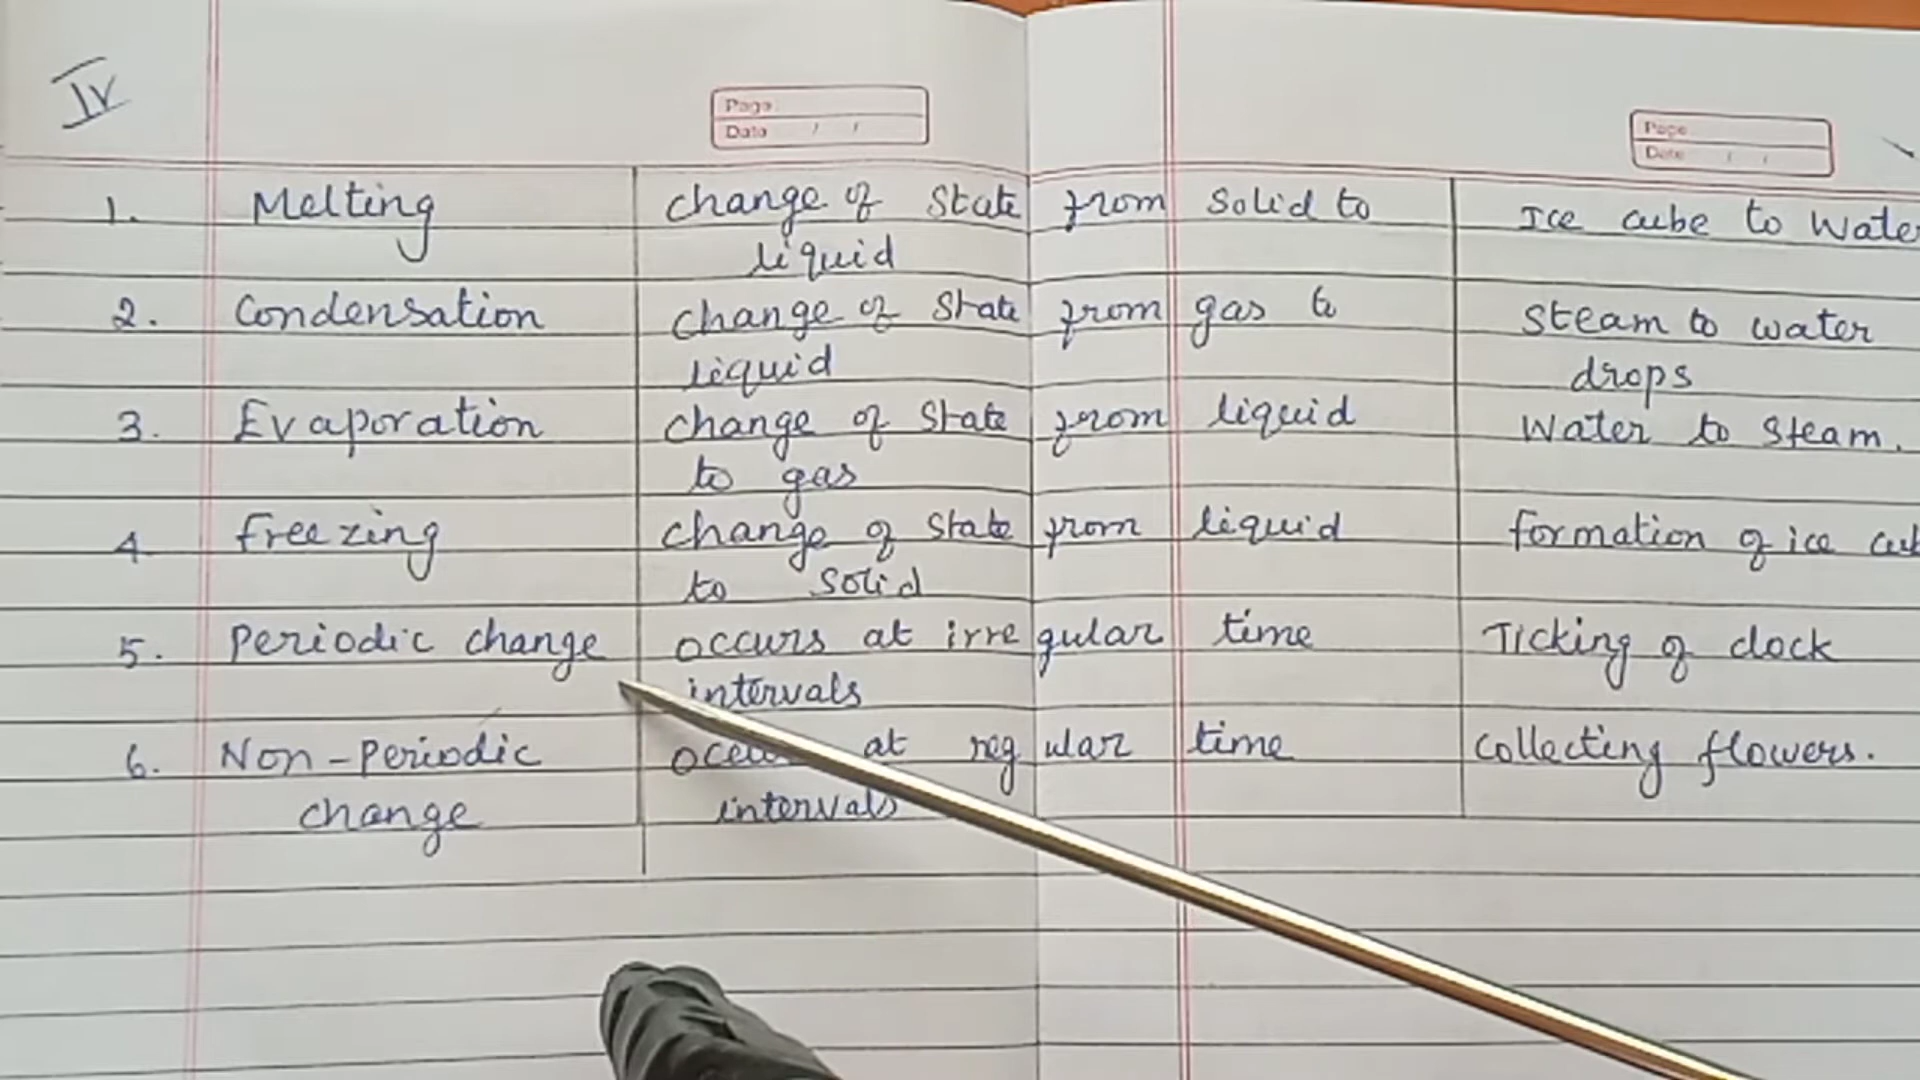 IV
Page
Date / /
Page
Date / /
1. Melting change of State from solid to Ice cube to Water
liquid
2. Condensation change of State from gas to Steam to water
liquid drops
3. Evaporation change of State from liquid Water to Steam.
to gas
4. freezing change of State from liquid formation of ice cub
to solid
5. Periodic change occurs at irregular time Ticking of clock
intervals
6. Non-Periodic at regular time collecting flowers.
change intervals